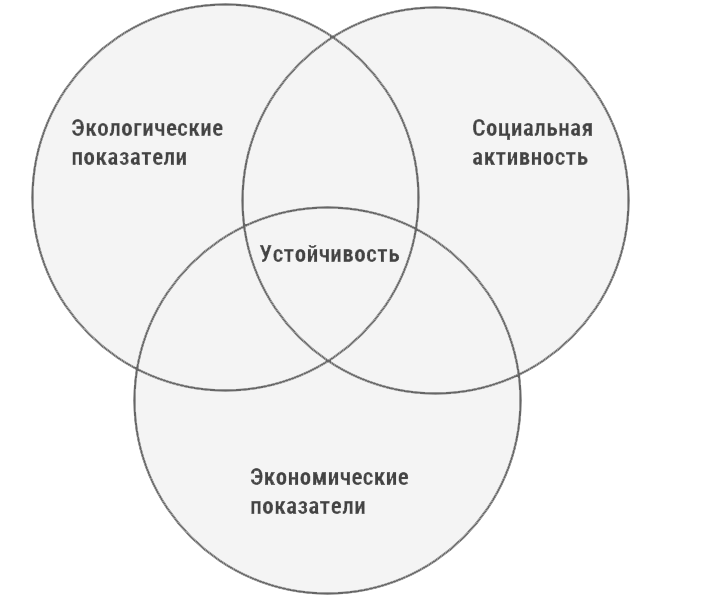 Экологические
показатели
Социальная
активность
Устойчивость
Экономические
показатели